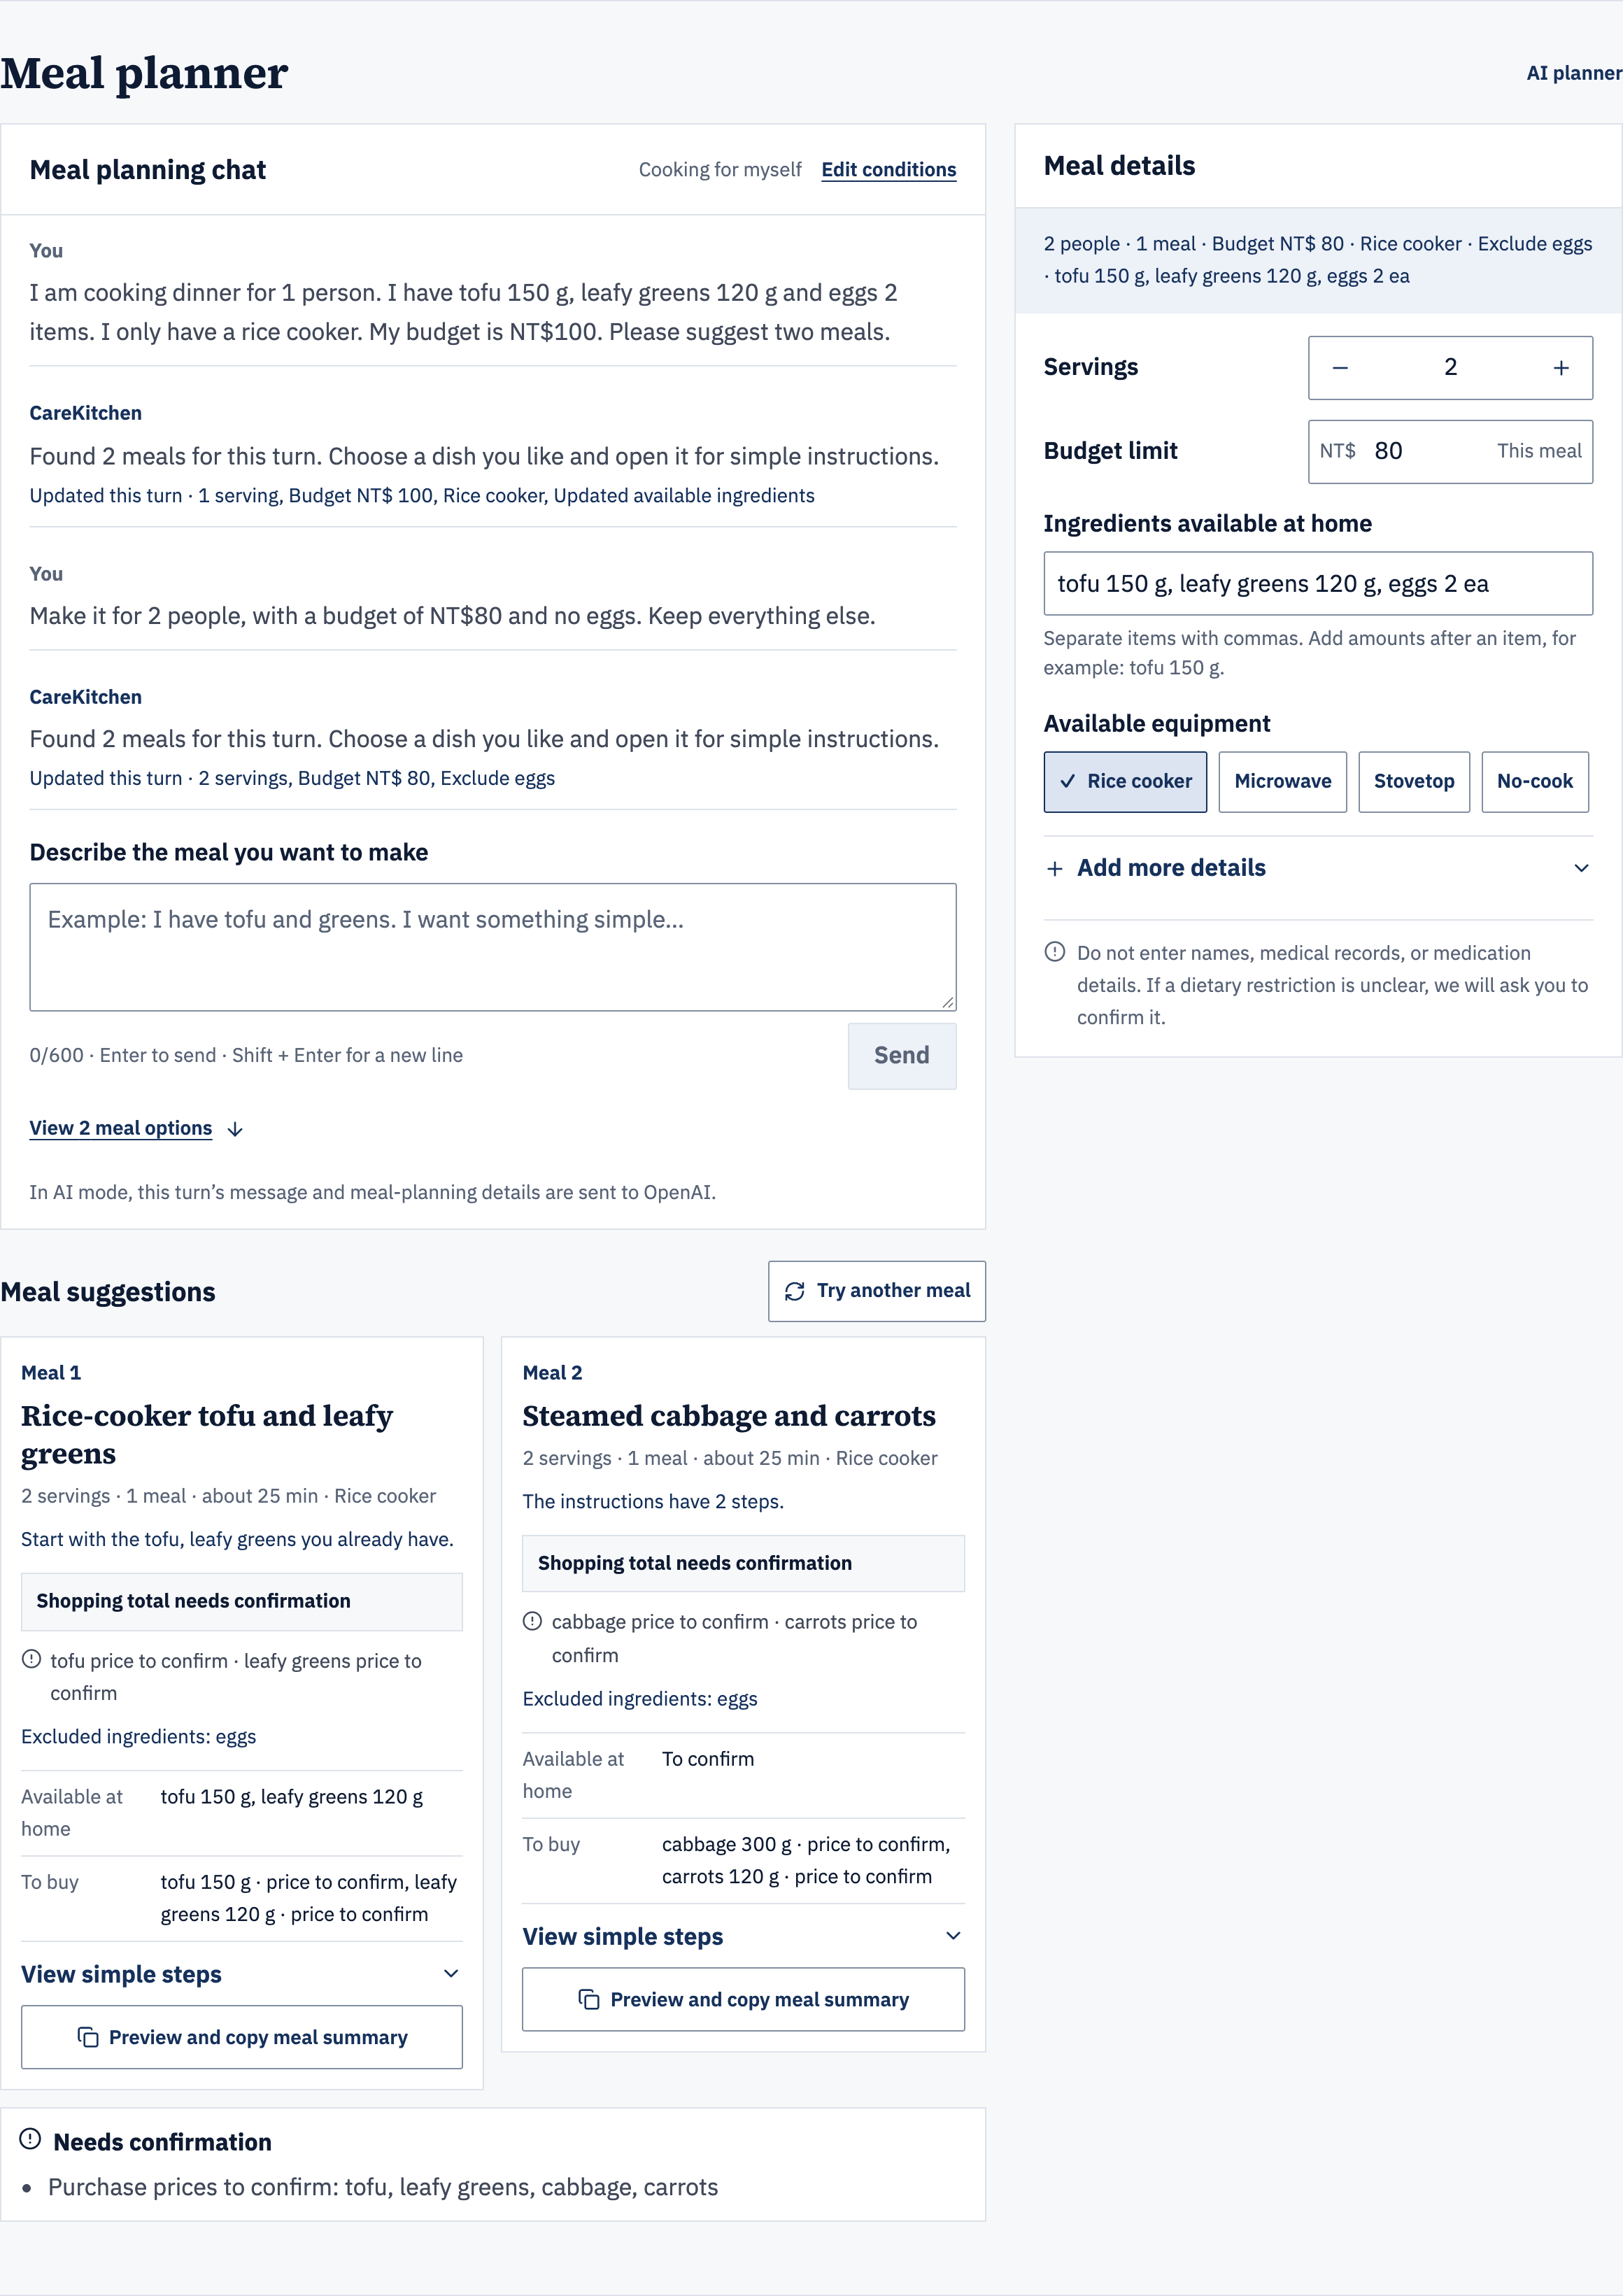 Meal planner
AI planner
Meal planning chat
Cooking for myself Edit conditions
You
I am cooking dinner for 1 person. I have tofu 150 g, leafy greens 120 g and eggs 2
items. I only have a rice cooker. My budget is NT$100. Please suggest two meals.
CareKitchen
Found 2 meals for this turn. Choose a dish you like and open it for simple instructions.
Updated this turn · 1 serving, Budget NT$ 100, Rice cooker, Updated available ingredients
You
Make it for 2 people, with a budget of NT$80 and no eggs. Keep everything else.
CareKitchen
Found 2 meals for this turn. Choose a dish you like and open it for simple instructions.
Updated this turn · 2 servings, Budget NT$ 80, Exclude eggs
Describe the meal you want to make
Example: I have tofu and greens. I want something simple...
0/600 · Enter to send · Shift + Enter for a new line
Send
View 2 meal options
In AI mode, this turn’s message and meal-planning details are sent to OpenAI.
Meal details
2 people · 1 meal · Budget NT$ 80 · Rice cooker · Exclude eggs
· tofu 150 g, leafy greens 120 g, eggs 2 ea
Servings
− 2 +
Budget limit
NT$ 80 This meal
Ingredients available at home
tofu 150 g, leafy greens 120 g, eggs 2 ea
Separate items with commas. Add amounts after an item, for
example: tofu 150 g.
Available equipment
Rice cooker
Microwave
Stovetop
No-cook
+ Add more details
Do not enter names, medical records, or medication
details. If a dietary restriction is unclear, we will ask you to
confirm it.
Meal suggestions
Try another meal
Meal 1
Rice-cooker tofu and leafy
greens
2 servings · 1 meal · about 25 min · Rice cooker
Start with the tofu, leafy greens you already have.
Shopping total needs confirmation
tofu price to confirm · leafy greens price to
confirm
Excluded ingredients: eggs
Available at tofu 150 g, leafy greens 120 g
home
To buy tofu 150 g · price to confirm, leafy
greens 120 g · price to confirm
View simple steps
Preview and copy meal summary
Meal 2
Steamed cabbage and carrots
2 servings · 1 meal · about 25 min · Rice cooker
The instructions have 2 steps.
Shopping total needs confirmation
cabbage price to confirm · carrots price to
confirm
Excluded ingredients: eggs
Available at To confirm
home
To buy cabbage 300 g · price to confirm,
carrots 120 g · price to confirm
View simple steps
Preview and copy meal summary
Needs confirmation
• Purchase prices to confirm: tofu, leafy greens, cabbage, carrots